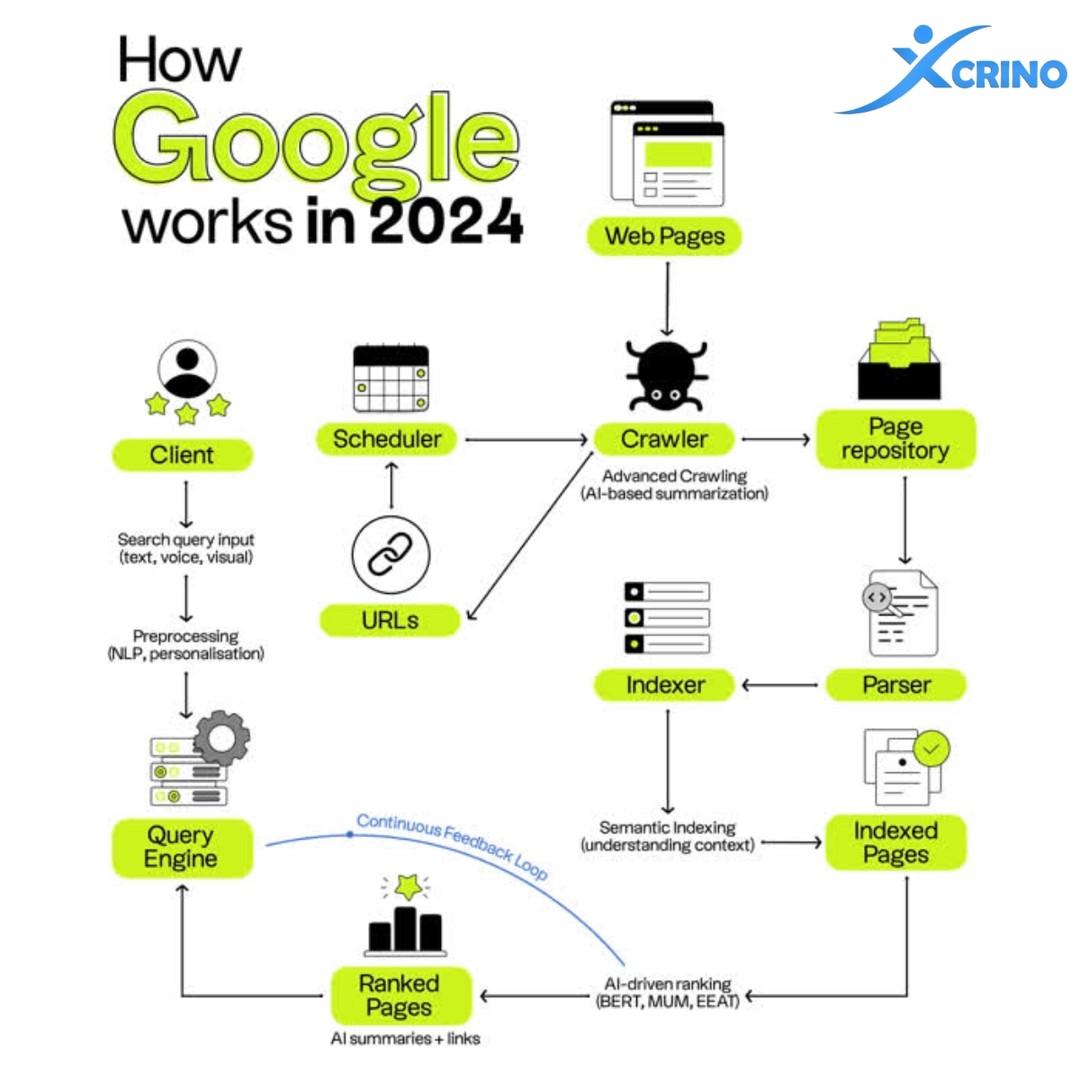 How
Google
works in 2024
XCRINO
Web Pages
Client
Scheduler
Crawler
Page
repository
Advanced Crawling
(AI-based summarization)
Search query input
(text, voice, visual)
URLs
Preprocessing
(NLP, personalisation)
Indexer
Parser
Query
Engine
Continuous Feedback Loop
Semantic Indexing
(understanding context)
Indexed
Pages
Ranked
Pages
AI summaries + links
AI-driven ranking
(BERT, MUM, EEAT)